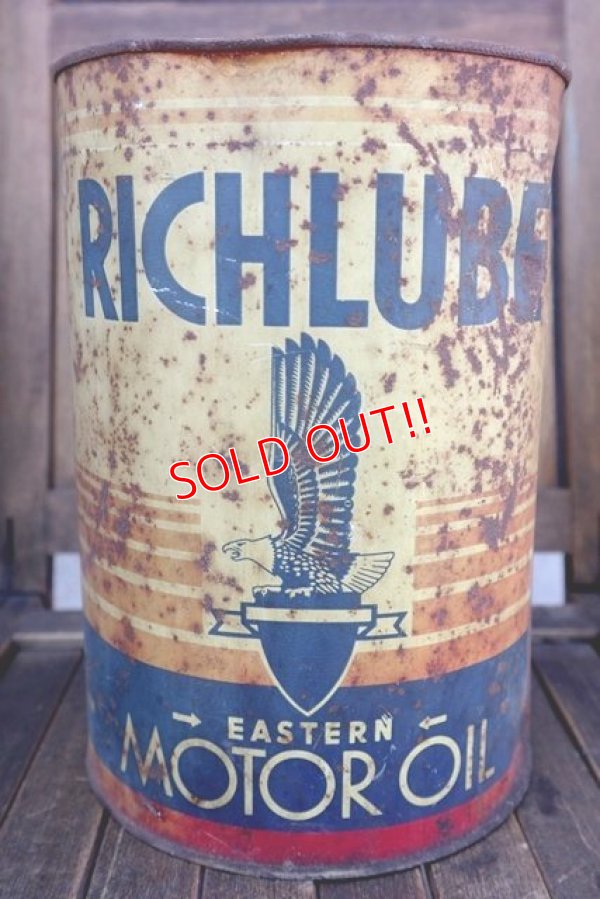 RICHLUBE
SOLD OUT!!
EASTERN
MOTOR OIL